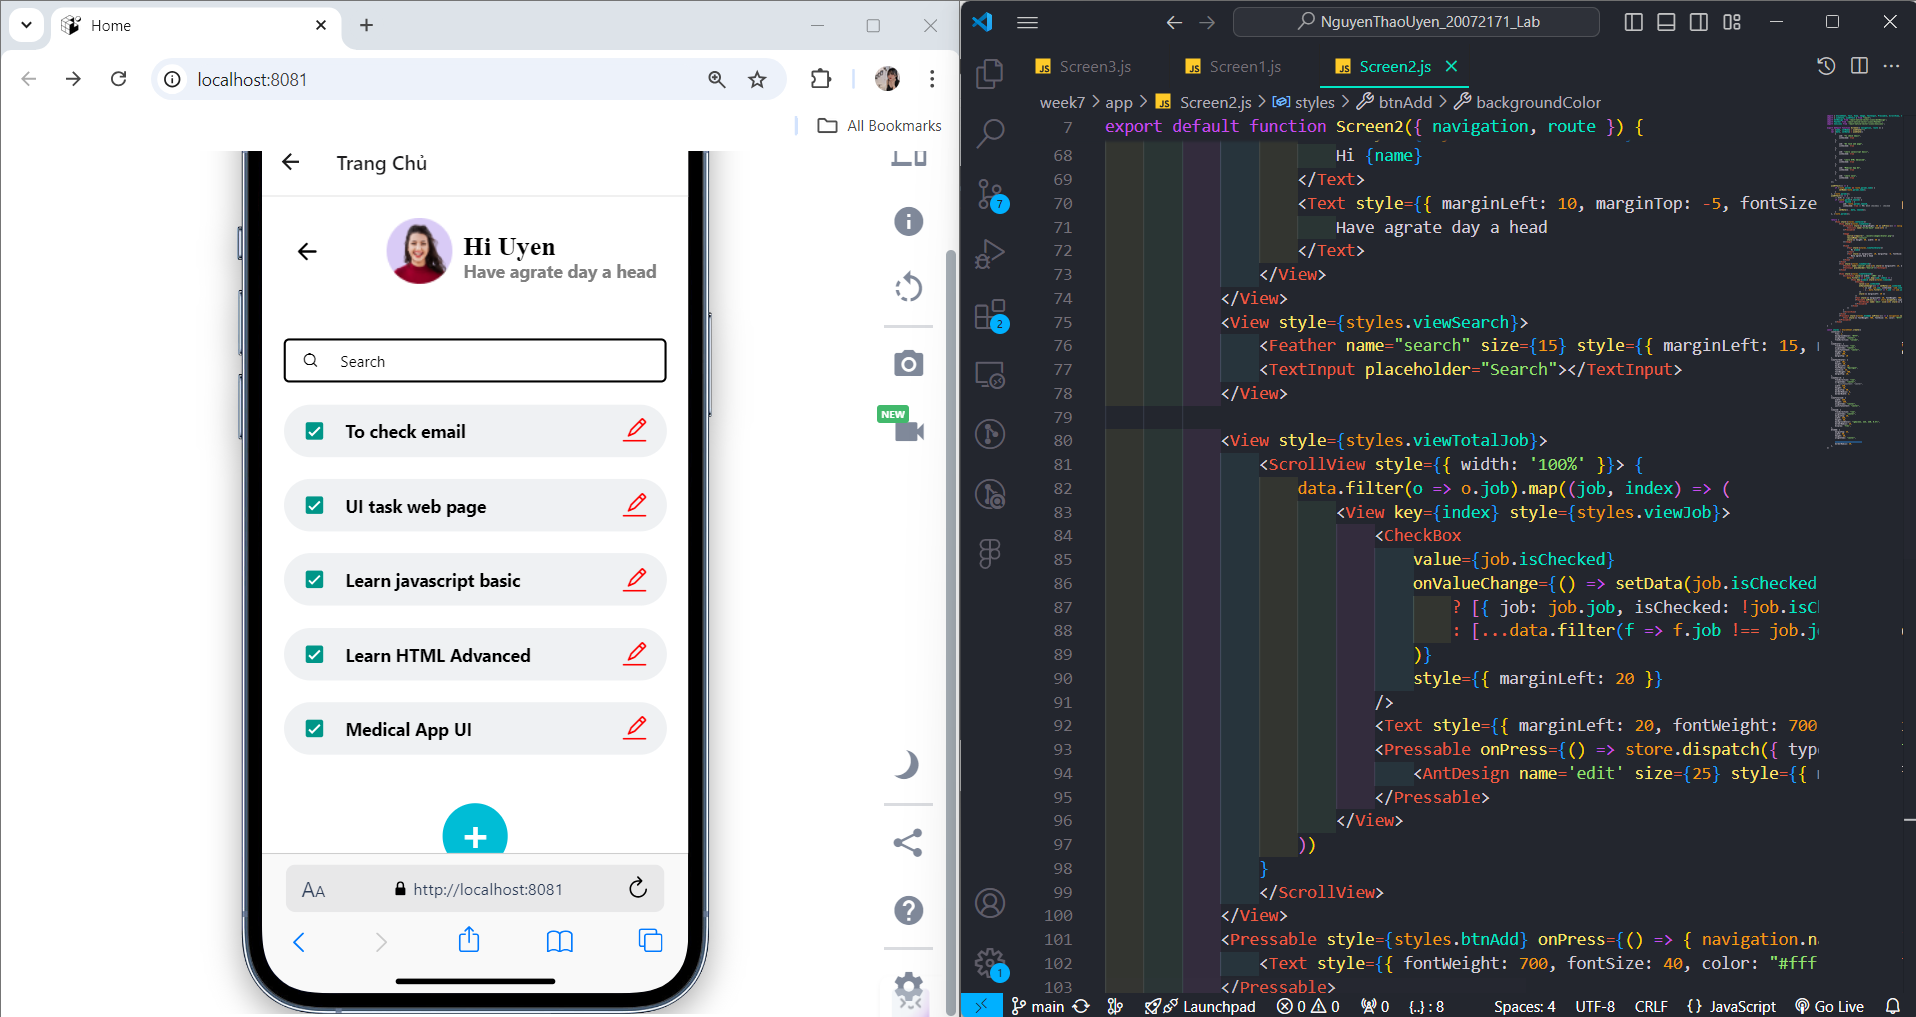 Home
localhost:8081
All Bookmarks
Trang Chủ
Hi Uyen
Have agrate day a head
Search
To check email
UI task web page
Learn javascript basic
Learn HTML Advanced
Medical App UI
+
AA
http://localhost:8081
NEW
NguyenThaoUyen_20072171_Lab
JS Screen3.js
JS Screen1.js
JS Screen2.js
week7 > app > JS Screen2.js > styles > btnAdd > backgroundColor
7 export default function Screen2({ navigation, route }) {
68 Hi {name}
69 </Text>
70 <Text style={{ marginLeft: 10, marginTop: -5, fontSize
71 Have agrate day a head
72 </Text>
73 </View>
74 </View>
75 <View style={styles.viewSearch}>
76 <Feather name="search" size={15} style={{ marginLeft: 15,
77 <TextInput placeholder="Search"></TextInput>
78 </View>
79
80 <View style={styles.viewTotalJob}>
81 <ScrollView style={{ width: '100%' }}> {
82 data.filter(o => o.job).map((job, index) => (
83 <View key={index} style={styles.viewJob}>
84 <CheckBox
85 value={job.isChecked}
86 onValueChange={() => setData(job.isChecked
87 ? [{ job: job.job, isChecked: !job.isC
88 : [...data.filter(f => f.job !== job.j
89 )}
90 style={{ marginLeft: 20 }}
91 />
92 <Text style={{ marginLeft: 20, fontWeight: 700
93 <Pressable onPress={() => store.dispatch({ typ
94 <AntDesign name='edit' size={25} style={{
95 </Pressable>
96 </View>
97 ))
98 }
99 </ScrollView>
100 </View>
101 <Pressable style={styles.btnAdd} onPress={() => { navigation.n
102 <Text style={{ fontWeight: 700, fontSize: 40, color: "#fff
103 </Pressable>
7
2
1
main Launchpad 0 0 0 {..} : 8 Spaces: 4 UTF-8 CRLF {} JavaScript Go Live